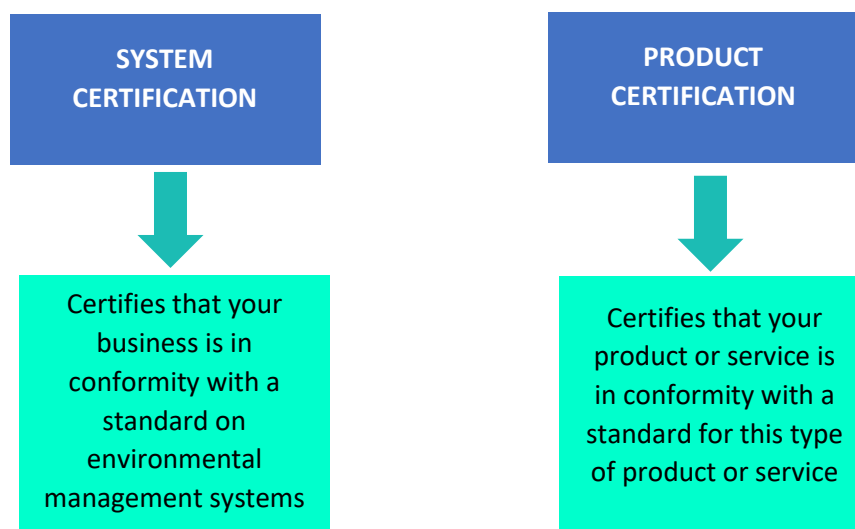 SYSTEM
CERTIFICATION
PRODUCT
CERTIFICATION
Certifies that your
business is in
conformity with a
standard on
environmental
management systems
Certifies that your
product or service is
in conformity with a
standard for this type
of product or service